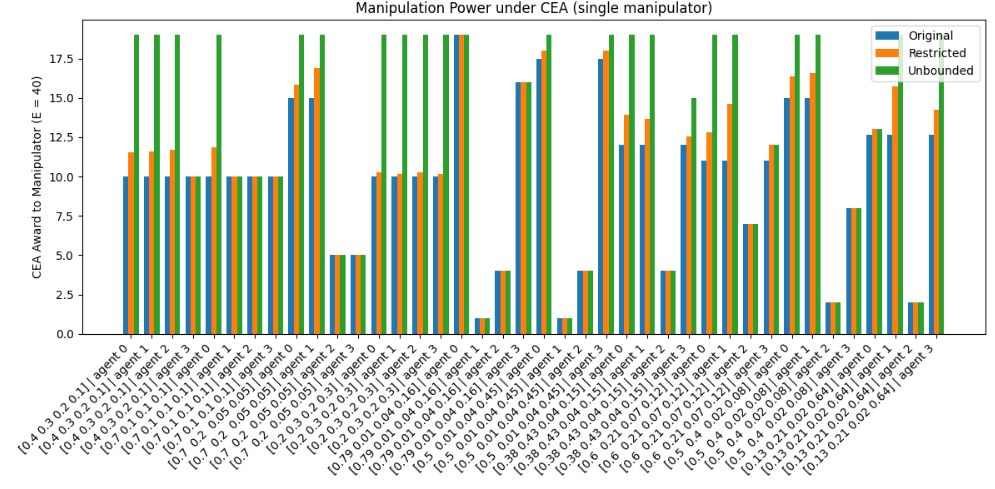 Manipulation Power under CEA (single manipulator)
CEA Award to Manipulator (E = 40)
17.5
15.0
12.5
10.0
7.5
5.0
2.5
0.0
Original
Restricted
Unbounded
[0.4 0.3 0.2 0.1] | agent 0
[0.4 0.3 0.2 0.1] | agent 1
[0.4 0.3 0.2 0.1] | agent 2
[0.4 0.3 0.2 0.1] | agent 3
[0.7 0.1 0.1 0.1] | agent 0
[0.7 0.1 0.1 0.1] | agent 1
[0.7 0.1 0.1 0.1] | agent 2
[0.7 0.1 0.1 0.1] | agent 3
[0.7 0.2 0.05 0.05] | agent 0
[0.7 0.2 0.05 0.05] | agent 1
[0.7 0.2 0.05 0.05] | agent 2
[0.7 0.2 0.05 0.05] | agent 3
[0.2 0.3 0.2 0.3] | agent 0
[0.2 0.3 0.2 0.3] | agent 1
[0.2 0.3 0.2 0.3] | agent 2
[0.2 0.3 0.2 0.3] | agent 3
[0.79 0.01 0.04 0.16] | agent 0
[0.79 0.01 0.04 0.16] | agent 1
[0.79 0.01 0.04 0.16] | agent 2
[0.79 0.01 0.04 0.16] | agent 3
[0.5 0.01 0.04 0.45] | agent 0
[0.5 0.01 0.04 0.45] | agent 1
[0.5 0.01 0.04 0.45] | agent 2
[0.5 0.01 0.04 0.45] | agent 3
[0.38 0.43 0.04 0.15] | agent 0
[0.38 0.43 0.04 0.15] | agent 1
[0.38 0.43 0.04 0.15] | agent 2
[0.38 0.43 0.04 0.15] | agent 3
[0.6 0.21 0.07 0.12] | agent 0
[0.6 0.21 0.07 0.12] | agent 1
[0.6 0.21 0.07 0.12] | agent 2
[0.6 0.21 0.07 0.12] | agent 3
[0.5 0.4 0.02 0.08] | agent 0
[0.5 0.4 0.02 0.08] | agent 1
[0.5 0.4 0.02 0.08] | agent 2
[0.5 0.4 0.02 0.08] | agent 3
[0.13 0.21 0.02 0.64] | agent 0
[0.13 0.21 0.02 0.64] | agent 1
[0.13 0.21 0.02 0.64] | agent 2
[0.13 0.21 0.02 0.64] | agent 3